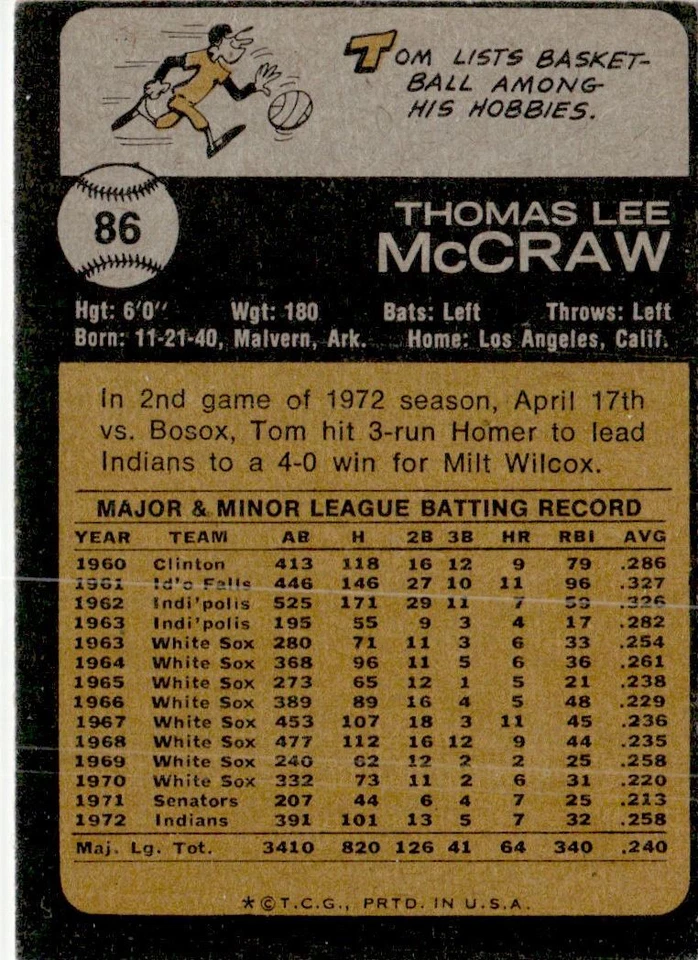 TOM LISTS BASKET-
BALL AMONG
HIS HOBBIES.
86
THOMAS LEE
McCRAW
Hgt: 6'0" Wgt: 180 Bats: Left Throws: Left
Born: 11-21-40, Malvern, Ark. Home: Los Angeles, Calif.
In 2nd game of 1972 season, April 17th
vs. Bosox, Tom hit 3-run Homer to lead
Indians to a 4-0 win for Milt Wilcox.
MAJOR & MINOR LEAGUE BATTING RECORD
YEAR TEAM AB H 2B 3B HR RBI AVG
1960 Clinton 413 118 16 12 9 79 .286
1961 Id'o Falls 446 146 27 10 11 96 .327
1962 Indi'polis 525 171 29 11 7 59 .326
1963 Indi'polis 195 55 9 3 4 17 .282
1963 White Sox 280 71 11 3 6 33 .254
1964 White Sox 368 96 11 5 6 36 .261
1965 White Sox 273 65 12 1 5 21 .238
1966 White Sox 389 89 16 4 5 48 .229
1967 White Sox 453 107 18 3 11 45 .236
1968 White Sox 477 112 16 12 9 44 .235
1969 White Sox 240 62 12 2 2 25 .258
1970 White Sox 332 73 11 2 6 31 .220
1971 Senators 207 44 6 4 7 25 .213
1972 Indians 391 101 13 5 7 32 .258
Maj. Lg. Tot. 3410 820 126 41 64 340 .240
*©T.C.G., PRTD. IN U.S.A.